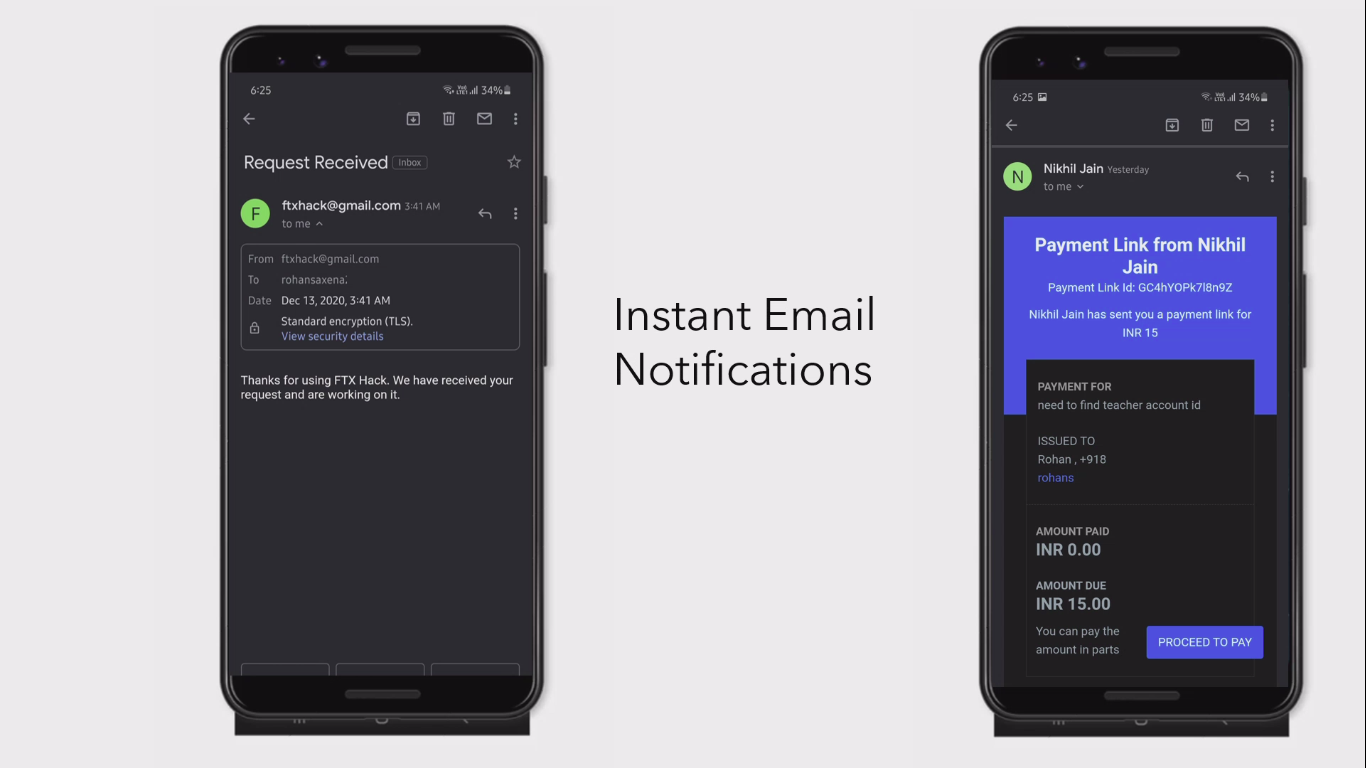 6:25
34%
Request Received Inbox
F
ftxhack@gmail.com 3:41 AM
to me
From ftxhack@gmail.com
To rohansaxena.
Date Dec 13, 2020, 3:41 AM
Standard encryption (TLS).
View security details
Thanks for using FTX Hack. We have received your
request and are working on it.
Instant Email
Notifications
6:25
34%
N
Nikhil Jain Yesterday
to me
Payment Link from Nikhil
Jain
Payment Link Id: GC4hYOPk7l8n9Z
Nikhil Jain has sent you a payment link for
INR 15
PAYMENT FOR
need to find teacher account id
ISSUED TO
Rohan , +918
rohans
AMOUNT PAID
INR 0.00
AMOUNT DUE
INR 15.00
You can pay the
amount in parts
PROCEED TO PAY